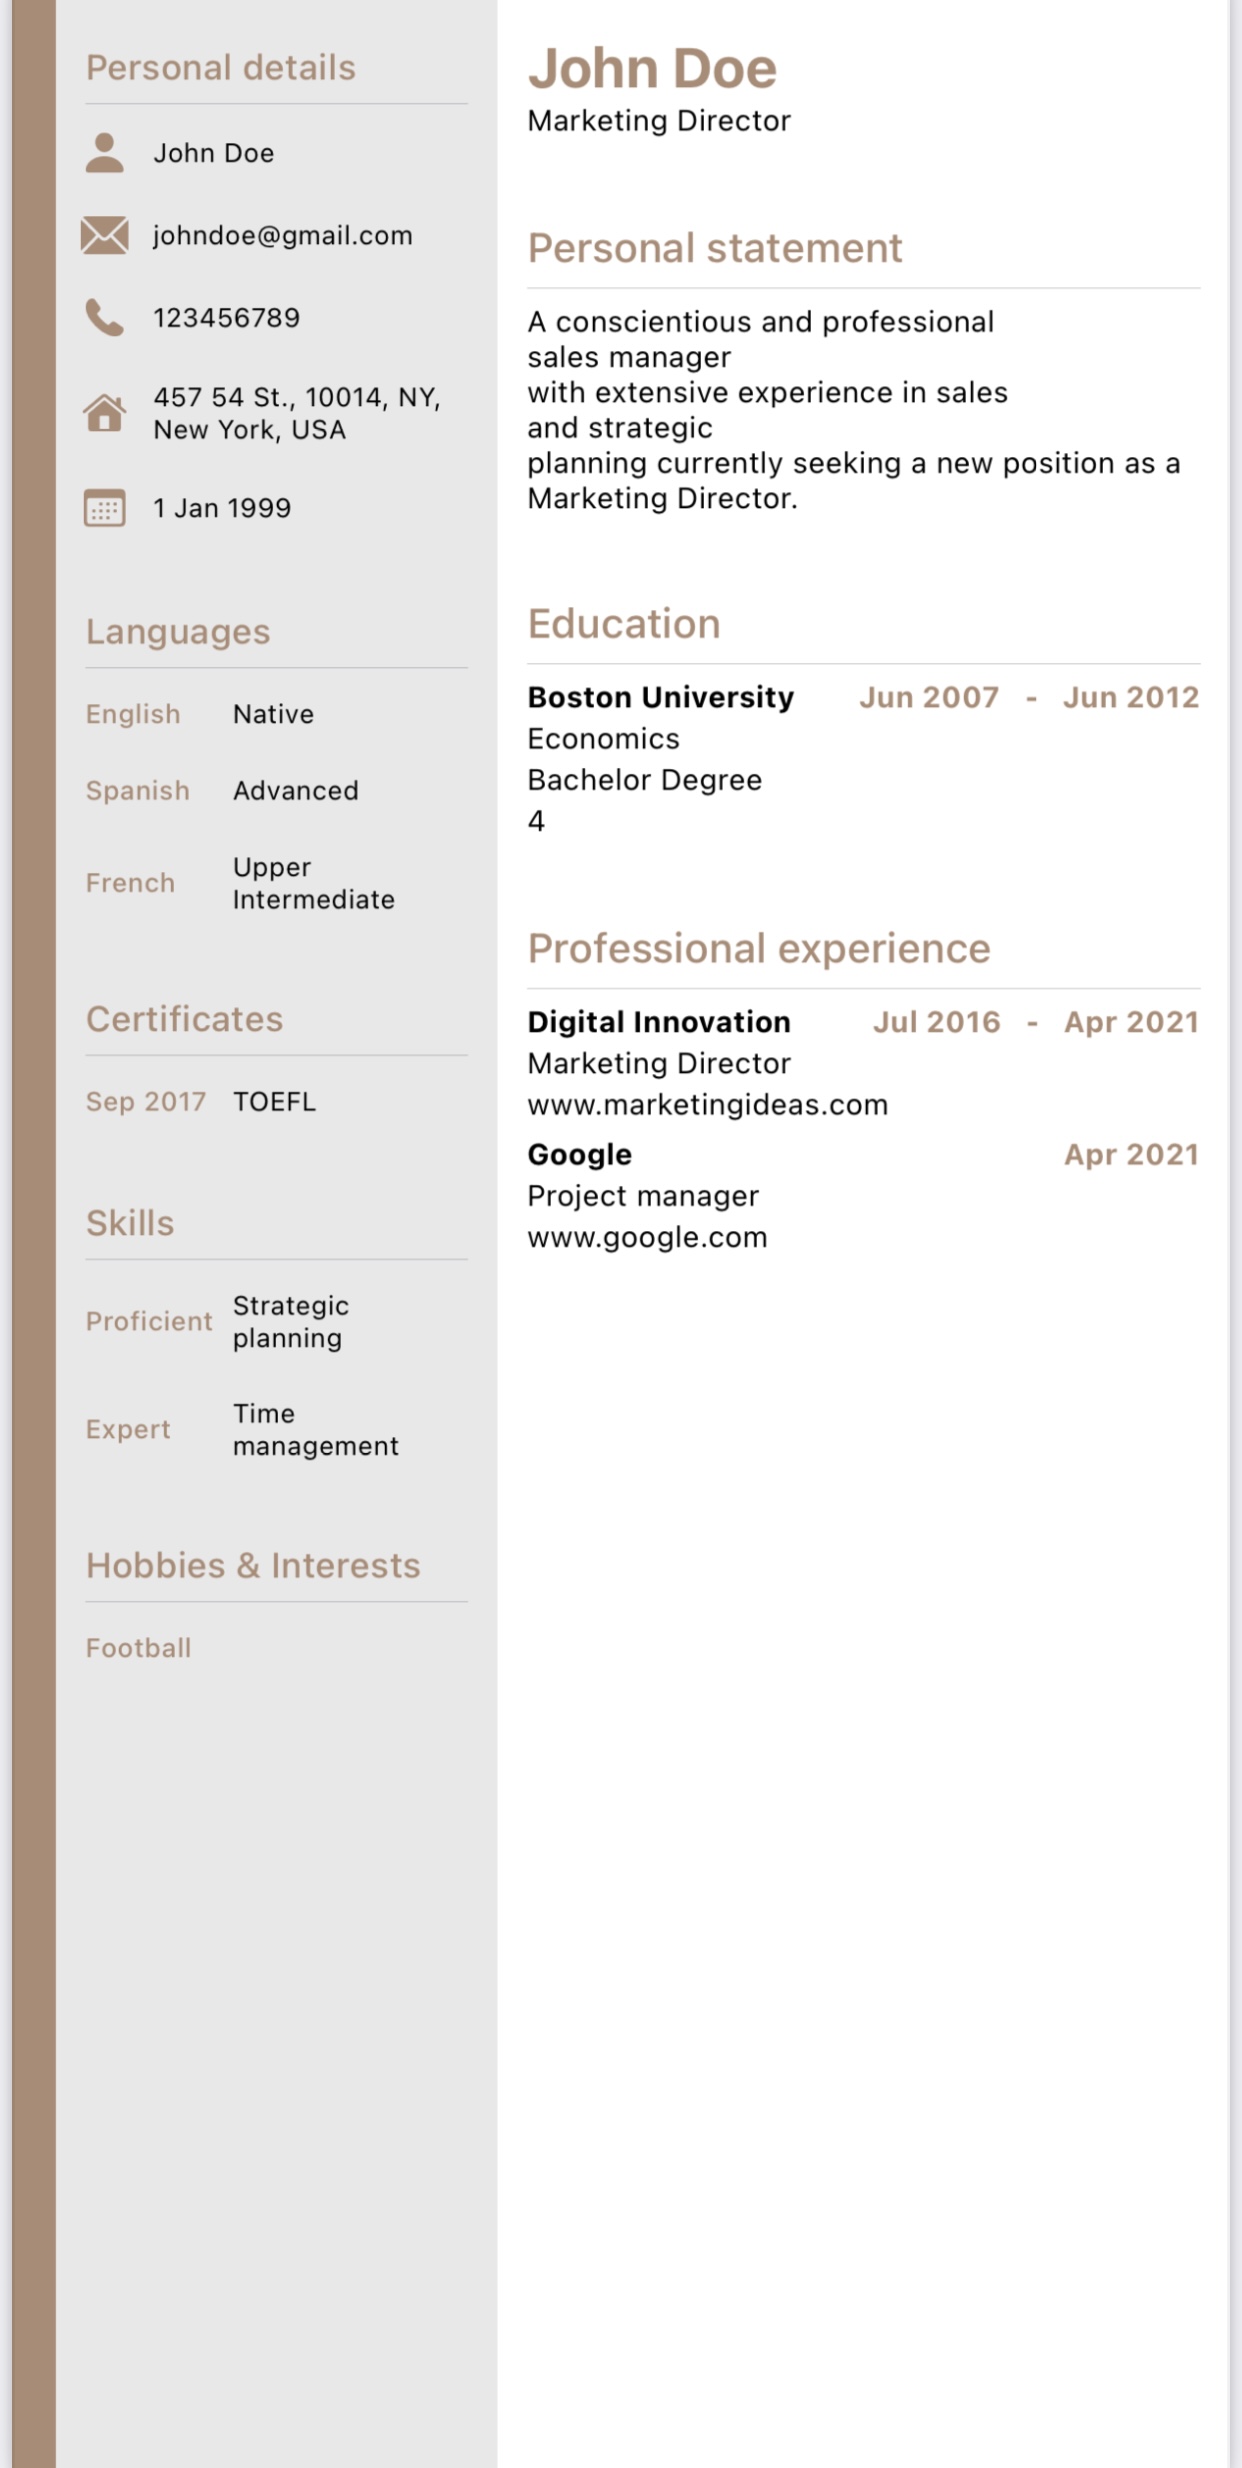 Personal details
John Doe
johndoe@gmail.com
123456789
457 54 St., 10014, NY,
New York, USA
1 Jan 1999
Languages
English Native
Spanish Advanced
French Upper
Intermediate
Certificates
Sep 2017 TOEFL
Skills
Proficient Strategic
planning
Expert Time
management
Hobbies & Interests
Football
John Doe
Marketing Director
Personal statement
A conscientious and professional
sales manager
with extensive experience in sales
and strategic
planning currently seeking a new position as a
Marketing Director.
Education
Boston University Jun 2007 - Jun 2012
Economics
Bachelor Degree
4
Professional experience
Digital Innovation Jul 2016 - Apr 2021
Marketing Director
www.marketingideas.com
Google Apr 2021
Project manager
www.google.com